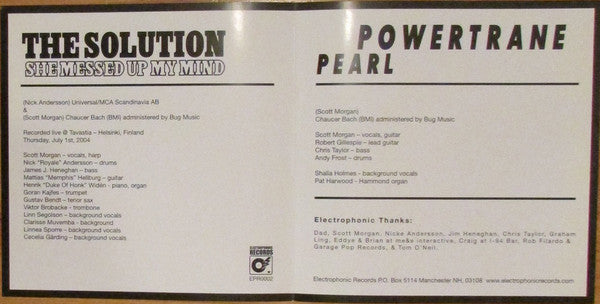 THE SOLUTION
SHE MESSED UP MY MIND
(Nick Andersson) Universal/MCA Scandinavia AB
&
(Scott Morgan) Chaucer Bach (BMI) administered by Bug Music
Recorded live @ Tavastia – Helsinki, Finland
Thursday, July 1st, 2004
Scott Morgan – vocals, harp
Nick "Royale" Andersson – drums
James J. Heneghan – bass
Mattias "Memphis" Hellburg – guitar
Henrik "Duke Of Honk" Widén - piano, organ
Goran Kajfes – trumpet
Gustav Bendt – tenor sax
Viktor Brobacke - trombone
Linn Segolson – background vocals
Clarisse Muvemba – background vocals
Linnea Sporre – background vocals
Cecelia Gärding – background vocals
ELECTROPHONIC
RECORDS
EPR0002
POWERTRANE
PEARL
(Scott Morgan)
Chaucer Bach (BMI) administered by Bug Music
Scott Morgan – vocals, guitar
Robert Gillespie – lead guitar
Chris Taylor – bass
Andy Frost – drums
Shaila Holmes - background vocals
Pat Harwood – Hammond organ
Electrophonic Thanks:
Dad, Scott Morgan, Nicke Andersson, Jim Heneghan, Chris Taylor, Graham
Ling, Eddye & Brian at me&e interactive, Craig at I-94 Bar, Rob Filardo &
Garage Pop Records, & Tom O'Neil.
Electrophonic Records P.O. Box 5114 Manchester NH, 03108 www.electrophonicrecords.com